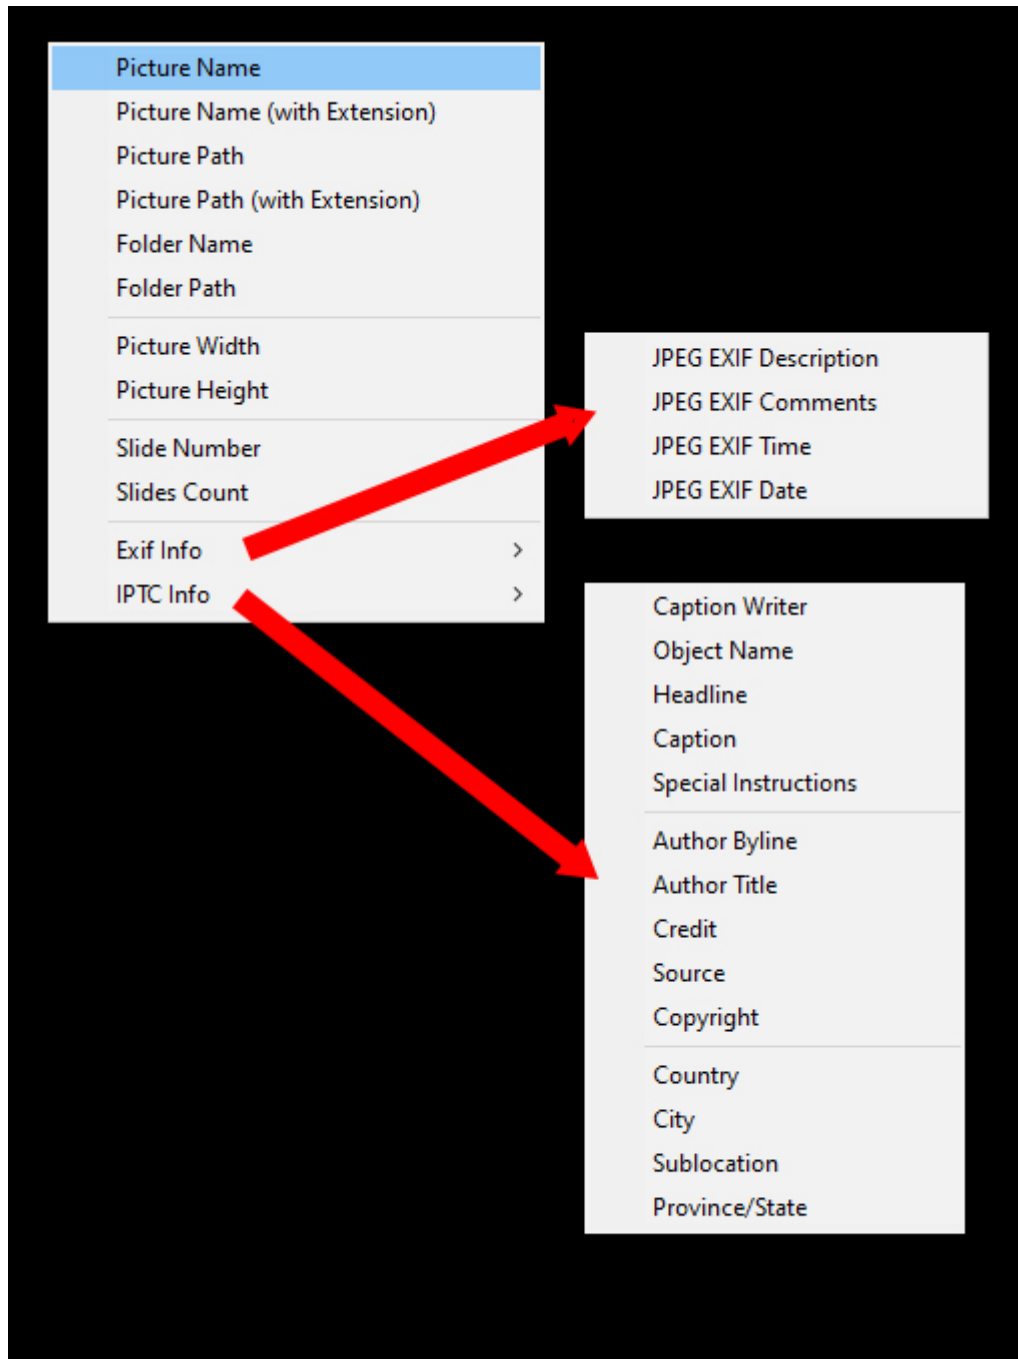 Picture Name
Picture Name (with Extension)
Picture Path
Picture Path (with Extension)
Folder Name
Folder Path
Picture Width
Picture Height
Slide Number
Slides Count
Exif Info
IPTC Info
JPEG EXIF Description
JPEG EXIF Comments
JPEG EXIF Time
JPEG EXIF Date
Caption Writer
Object Name
Headline
Caption
Special Instructions
Author Byline
Author Title
Credit
Source
Copyright
Country
City
Sublocation
Province/State